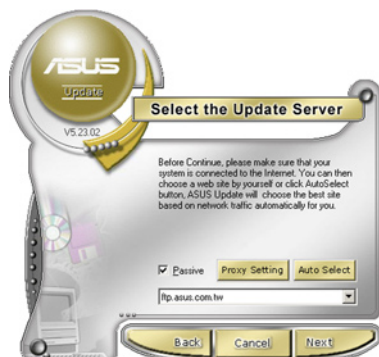 ASUS
Update
V5.23.02
Select the Update Server
Before Continue, please make sure that your
system is connected to the Internet. You can then
choose a web site by yourself or click AutoSelect
button, ASUS Update will choose the best site
based on network traffic automatically for you.
Passive
Proxy Setting
Auto Select
ftp.asus.com.tw
Back
Cancel
Next